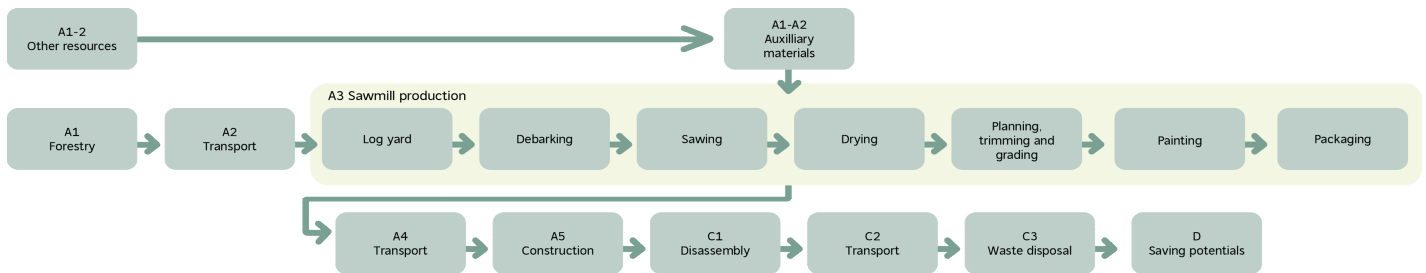 A1-2
Other resources
A1-A2
Auxilliary
materials
A3 Sawmill production
A1
Forestry
A2
Transport
Log yard
Debarking
Sawing
Drying
Planning,
trimming and
grading
Painting
Packaging
A4
Transport
A5
Construction
C1
Disassembly
C2
Transport
C3
Waste disposal
D
Saving potentials